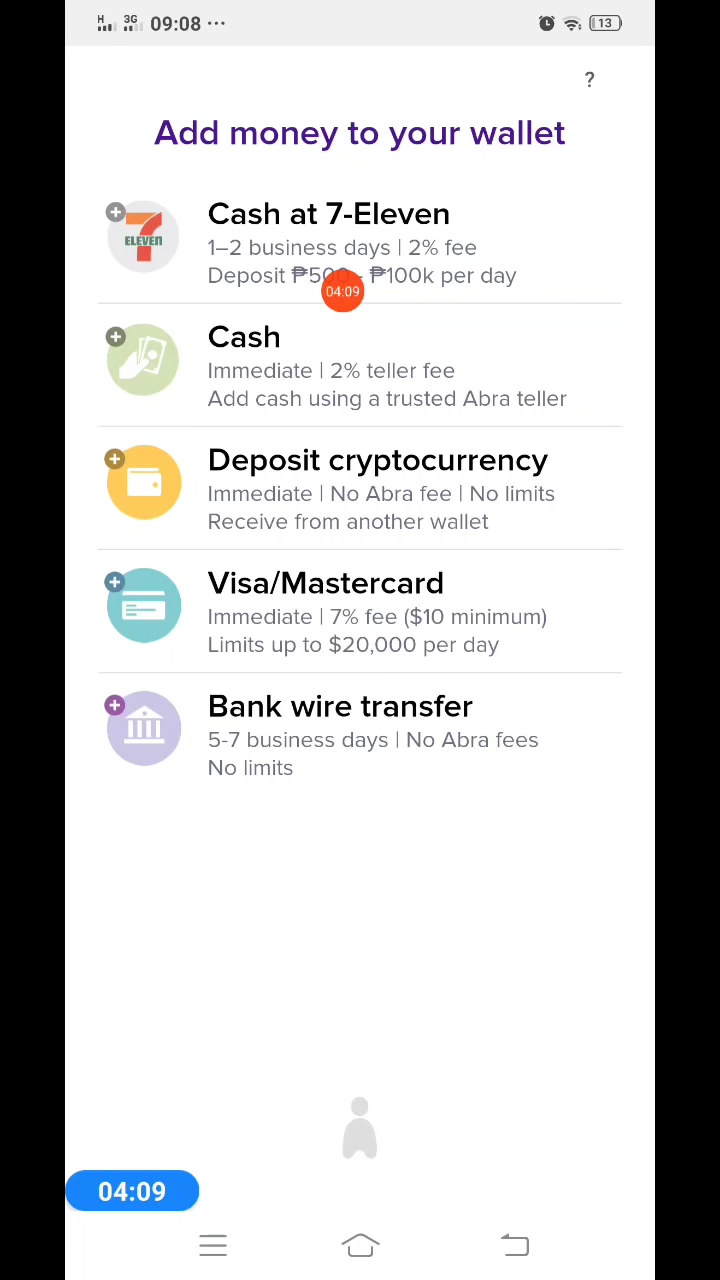 H 3G 09:08 ··· 13
?
Add money to your wallet
7
ELEVEN
Cash at 7-Eleven
1–2 business days | 2% fee
Deposit ₱500 - ₱100k per day
04:09
Cash
Immediate | 2% teller fee
Add cash using a trusted Abra teller
Deposit cryptocurrency
Immediate | No Abra fee | No limits
Receive from another wallet
Visa/Mastercard
Immediate | 7% fee ($10 minimum)
Limits up to $20,000 per day
Bank wire transfer
5-7 business days | No Abra fees
No limits
04:09